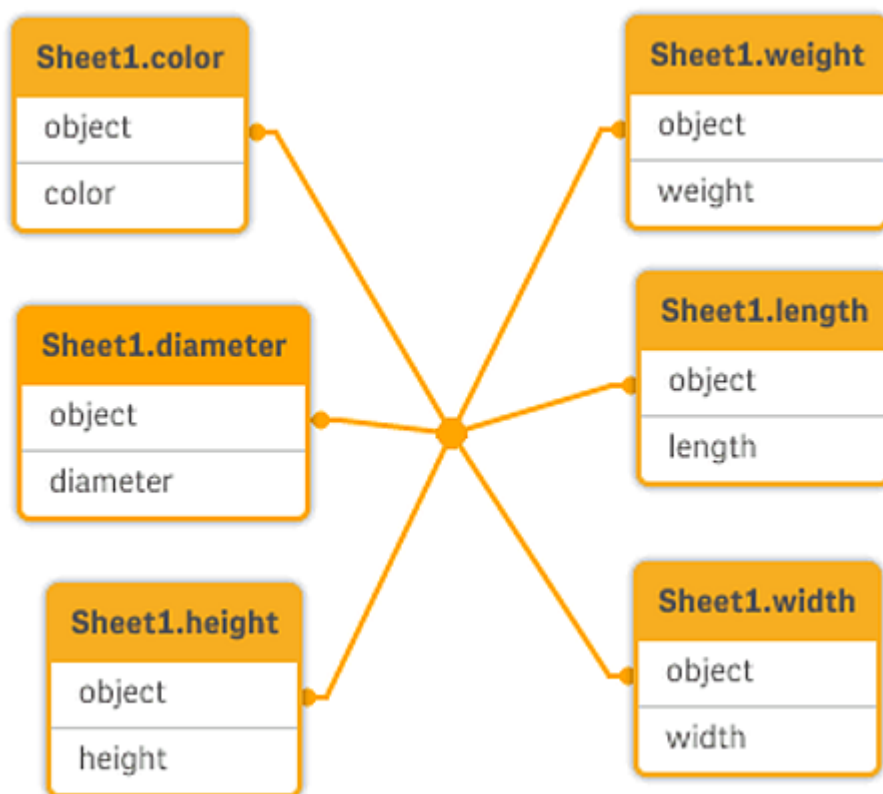 Sheet1.color
object
color
Sheet1.diameter
object
diameter
Sheet1.height
object
height
Sheet1.weight
object
weight
Sheet1.length
object
length
Sheet1.width
object
width